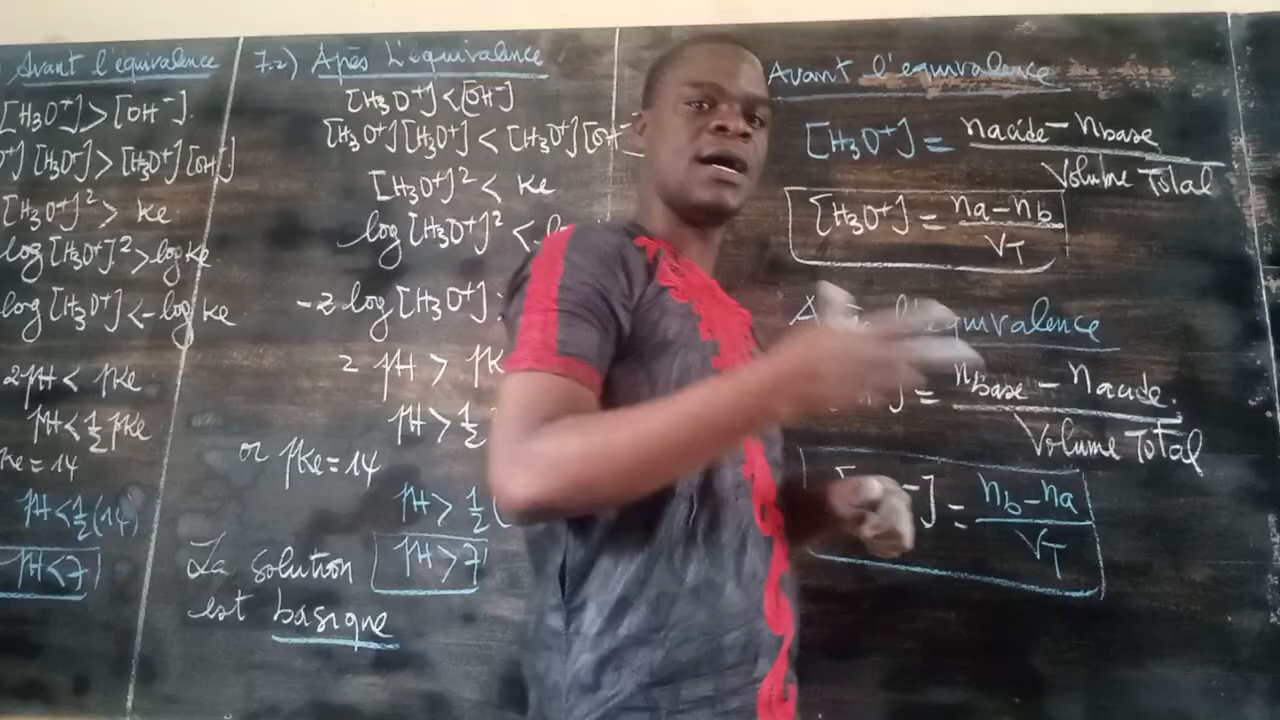 Avant l'équivalence
[H3O+] > [OH-]
[H3O+] > [H3O+][OH-]
[H3O+]² > Ke
log[H3O+]² > log Ke
log[H3O+] < -log Ke
2pH < pKe
pH < 1/2 pKe
Ke = 14
pH < 1/2 (14)
pH < 7
7.2) Après L'équivalence
[H3O+] < [OH-]
[H3O+][H3O+] < [H3O+][OH-
[H3O+]² < Ke
log[H3O+]² <
-2 log[H3O+]
2 pH > pK
pH > 1/2
or pKe = 14
pH > 1/2 (
La solution pH > 7
est basique
Avant l'équivalence
[H3O+] = nacide - nbase
Volume Total
[H3O+] = na - nb
VT
l'équivalence
] = nbase - nacide
Volume Total
[ -] = nb - na
VT